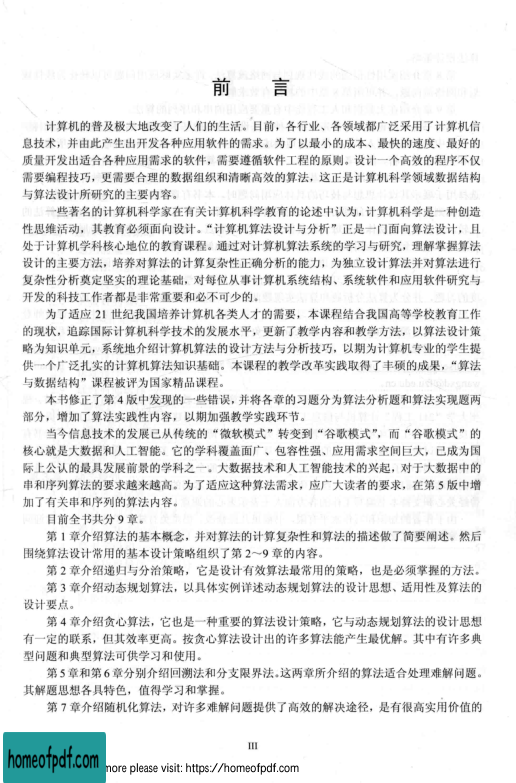 前 言
计算机的普及极大地改变了人们的生活。目前，各行业、各领域都广泛采用了计算机信
息技术，并由此产生出开发各种应用软件的需求。为了以最小的成本、最快的速度、最好的
质量开发出适合各种应用需求的软件，需要遵循软件工程的原则。设计一个高效的程序不仅
需要编程技巧，更需要合理的数据组织和清晰高效的算法，这正是计算机科学领域数据结构
与算法设计所研究的主要内容。
一些著名的计算机科学家在有关计算机科学教育的论述中认为，计算机科学是一种创造
性思维活动，其教育必须面向设计。“计算机算法设计与分析”正是一门面向算法设计，且
处于计算机学科核心地位的教育课程。通过对计算机算法系统的学习与研究，理解掌握算法
设计的主要方法，培养对算法的计算复杂性正确分析的能力，为独立设计算法并对算法进行
复杂性分析奠定坚实的理论基础，对每位从事计算机系统结构、系统软件和应用软件研究与
开发的科技工作者都是非常重要和必不可少的。
为了适应 21 世纪我国培养计算机各类人才的需要，本课程结合我国高等学校教育工作
的现状，追踪国际计算机科学技术的发展水平，更新了教学内容和教学方法，以算法设计策
略为知识单元，系统地介绍计算机算法的设计方法与分析技巧，以期为计算机专业的学生提
供一个广泛扎实的计算机算法知识基础。本课程的教学改革实践取得了丰硕的成果，“算法
与数据结构”课程被评为国家精品课程。
本书修正了第 4 版中发现的一些错误，并将各章的习题分为算法分析题和算法实现题两
部分，增加了算法实践性内容，以期加强教学实践环节。
当今信息技术的发展已从传统的“微软模式”转变到“谷歌模式”，而“谷歌模式”的
核心就是大数据和人工智能。它的学科覆盖面广、包容性强、应用需求空间巨大，已成为国
际上公认的最具发展前景的学科之一。大数据技术和人工智能技术的兴起，对于大数据中的
串和序列算法的要求越来越高。为了适应这种算法需求，应广大读者的要求，在第 5 版中增
加了有关串和序列的算法内容。
目前全书共分 9 章。
第 1 章介绍算法的基本概念，并对算法的计算复杂性和算法的描述做了简要阐述。然后
围绕算法设计常用的基本设计策略组织了第 2～9 章的内容。
第 2 章介绍递归与分治策略，它是设计有效算法最常用的策略，也是必须掌握的方法。
第 3 章介绍动态规划算法，以具体实例详述动态规划算法的设计思想、适用性及算法的
设计要点。
第 4 章介绍贪心算法，它也是一种重要的算法设计策略，它与动态规划算法的设计思想
有一定的联系，但其效率更高。按贪心算法设计出的许多算法能产生最优解。其中有许多典
型问题和典型算法可供学习和使用。
第 5 章和第 6 章分别介绍回溯法和分支限界法。这两章所介绍的算法适合处理难解问题。
其解题思想各具特色，值得学习和掌握。
第 7 章介绍随机化算法，对许多难解问题提供了高效的解决途径，是有很高实用价值的
III
homeofpdf.com
more please visit: https://homeofpdf.com